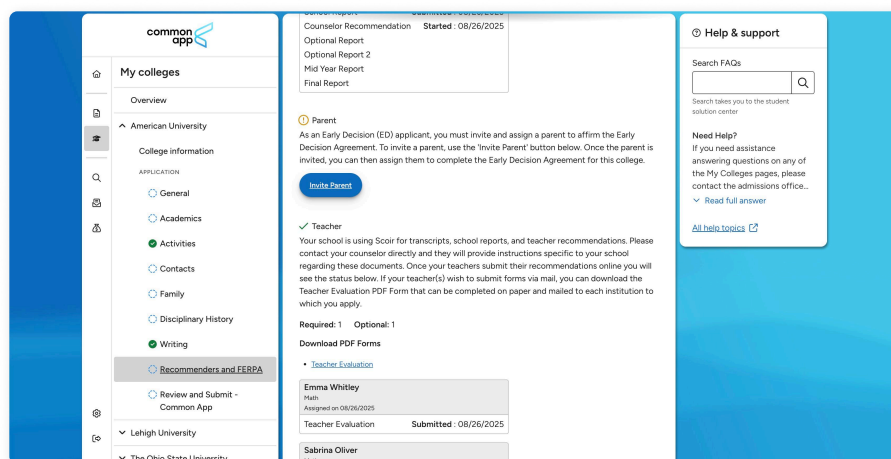 common
app
My colleges
Overview
American University
College information
APPLICATION
General
Academics
Activities
Contacts
Family
Disciplinary History
Writing
Recommenders and FERPA
Review and Submit -
Common App
Lehigh University
The Ohio State University
School Report Submitted : 08/26/2025
Counselor Recommendation Started : 08/26/2025
Optional Report
Optional Report 2
Mid Year Report
Final Report
Parent
As an Early Decision (ED) applicant, you must invite and assign a parent to affirm the Early
Decision Agreement. To invite a parent, use the 'Invite Parent' button below. Once the parent is
invited, you can then assign them to complete the Early Decision Agreement for this college.
Invite Parent
Teacher
Your school is using Scoir for transcripts, school reports, and teacher recommendations. Please
contact your counselor directly and they will provide instructions specific to your school
regarding these documents. Once your teachers submit their recommendations online you will
see the status below. If your teacher(s) wish to submit forms via mail, you can download the
Teacher Evaluation PDF Form that can be completed on paper and mailed to each institution to
which you apply.
Required: 1 Optional: 1
Download PDF Forms
• Teacher Evaluation
Emma Whitley
Math
Assigned on 08/26/2025
Teacher Evaluation Submitted : 08/26/2025
Sabrina Oliver
Help & support
Search FAQs
Search takes you to the student
solution center
Need Help?
If you need assistance
answering questions on any of
the My Colleges pages, please
contact the admissions office...
Read full answer
All help topics